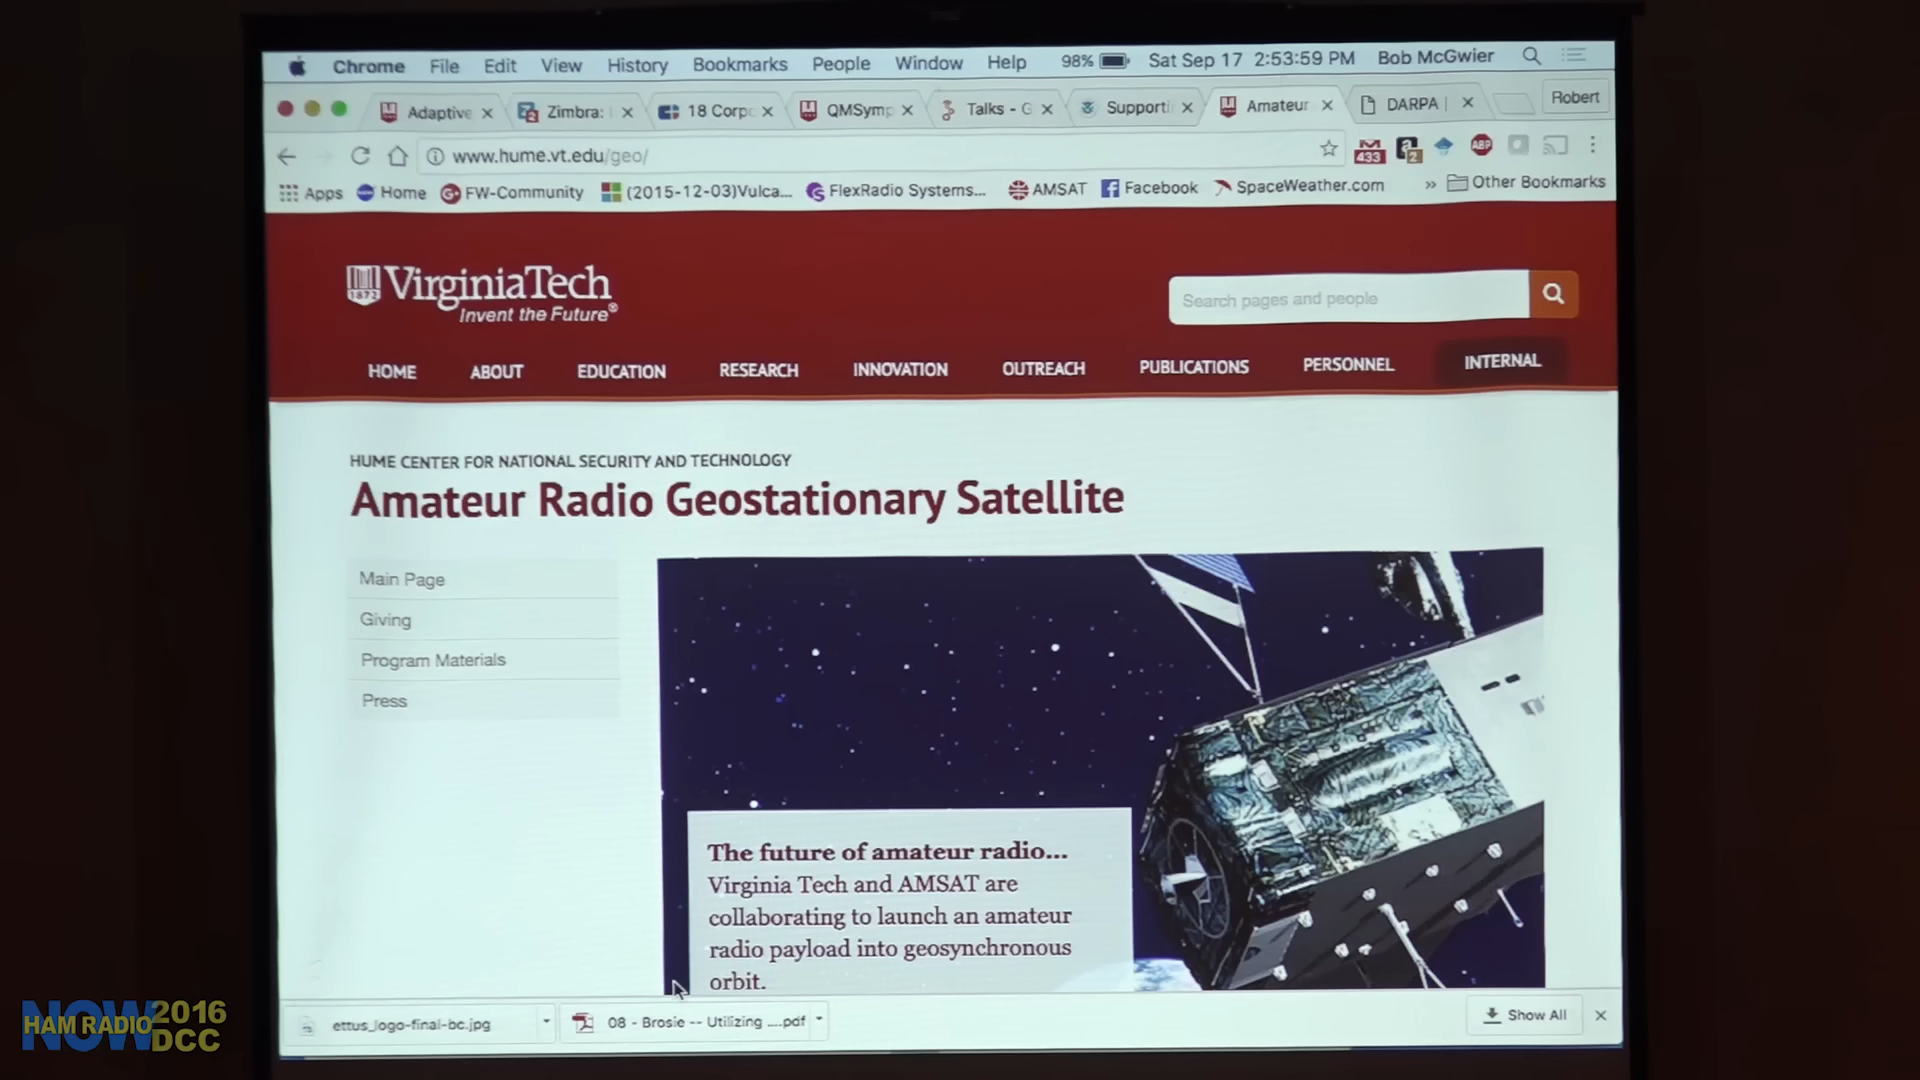 Chrome File Edit View History Bookmarks People Window Help 98% Sat Sep 17 2:53:59 PM Bob McGwier
Adaptive Zimbra: 18 Corpo QMSymp Talks - G Supporti Amateur DARPA | Robert
www.hume.vt.edu/geo/
433 a 2 ABP
Apps Home FW-Community (2015-12-03)Vulca... FlexRadio Systems... AMSAT Facebook SpaceWeather.com » Other Bookmarks
1872 VirginiaTech
Invent the Future®
Search pages and people
HOME ABOUT EDUCATION RESEARCH INNOVATION OUTREACH PUBLICATIONS PERSONNEL INTERNAL
HUME CENTER FOR NATIONAL SECURITY AND TECHNOLOGY
Amateur Radio Geostationary Satellite
Main Page
Giving
Program Materials
Press
The future of amateur radio...
Virginia Tech and AMSAT are
collaborating to launch an amateur
radio payload into geosynchronous
orbit.
ettus_logo-final-bc.jpg 08 - Brosie -- Utilizing ....pdf Show All
HAM RADIO NOW 2016 DCC